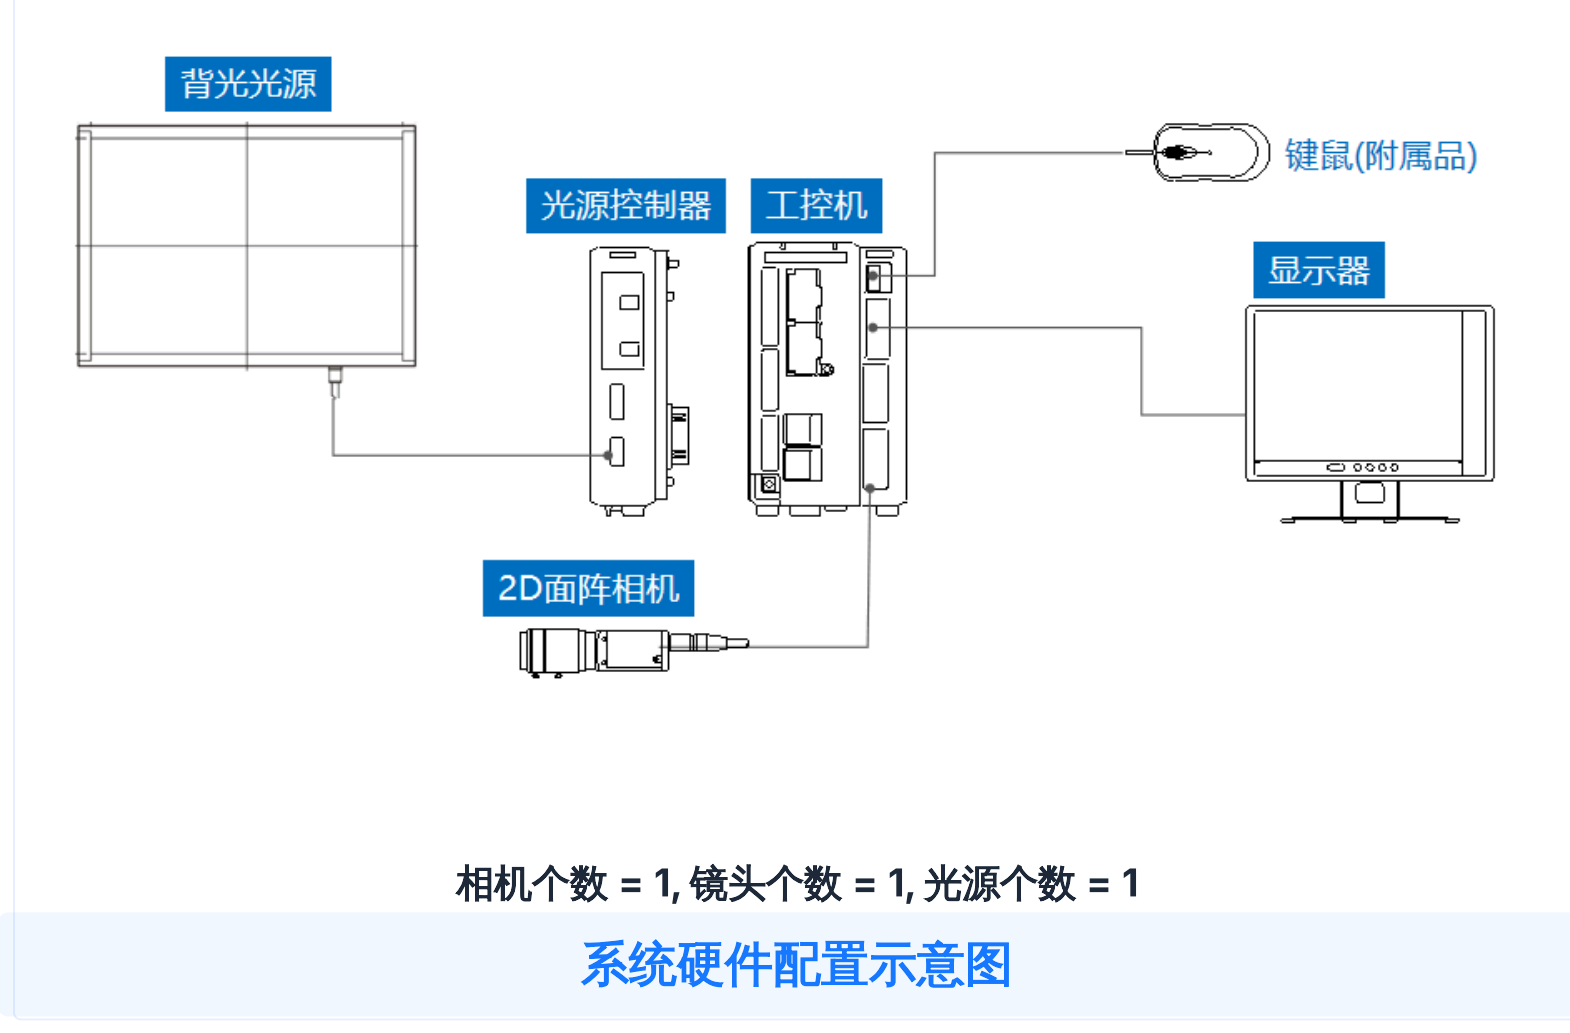 背光光源
键鼠(附属品)
光源控制器
工控机
显示器
2D面阵相机
相机个数 = 1, 镜头个数 = 1, 光源个数 = 1
系统硬件配置示意图